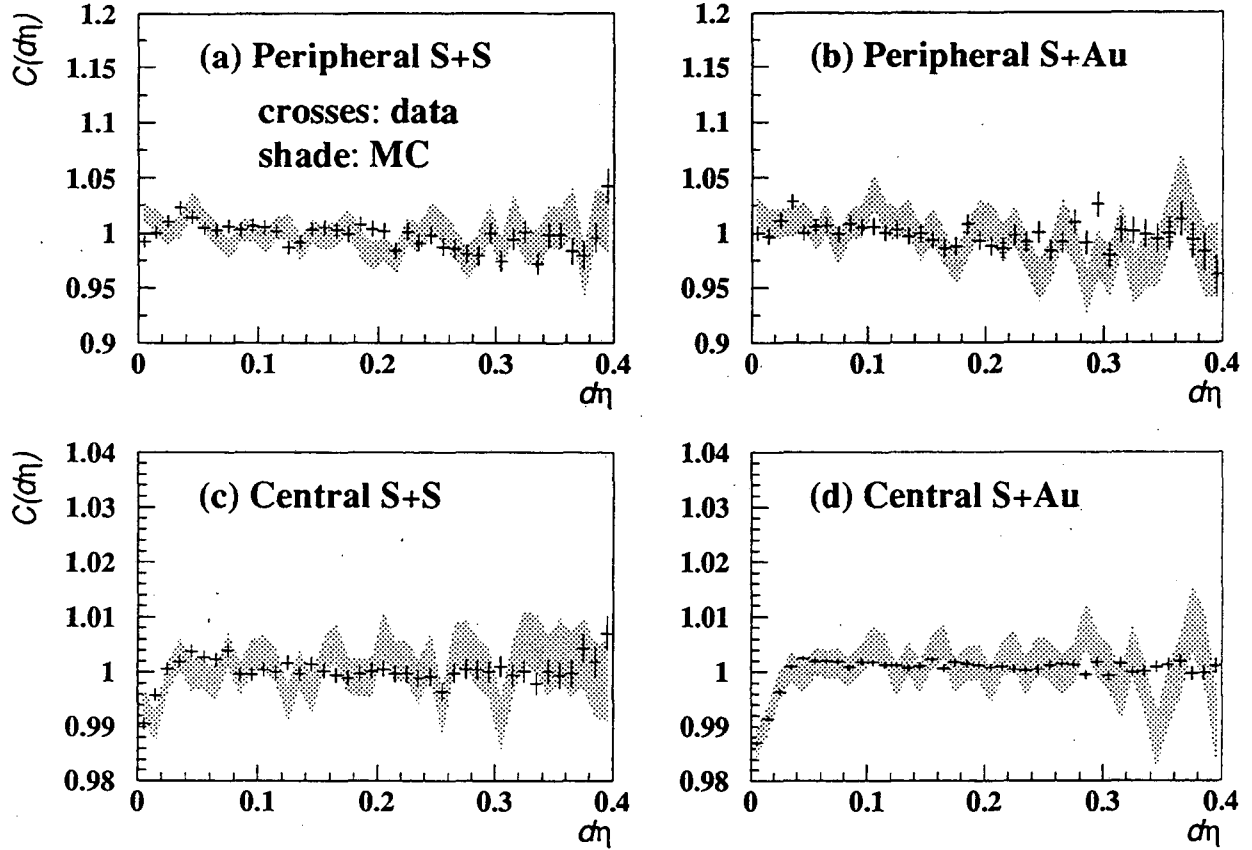 C(dη)
1.2
1.15
1.1
1.05
1
0.95
0.9
(a) Peripheral S+S
crosses: data
shade: MC
0 0.1 0.2 0.3 0.4
dη
1.2
1.15
1.1
1.05
1
0.95
0.9
(b) Peripheral S+Au
0 0.1 0.2 0.3 0.4
dη
C(dη)
1.04
1.03
1.02
1.01
1
0.99
0.98
(c) Central S+S
0 0.1 0.2 0.3 0.4
dη
1.04
1.03
1.02
1.01
1
0.99
0.98
(d) Central S+Au
0 0.1 0.2 0.3 0.4
dη